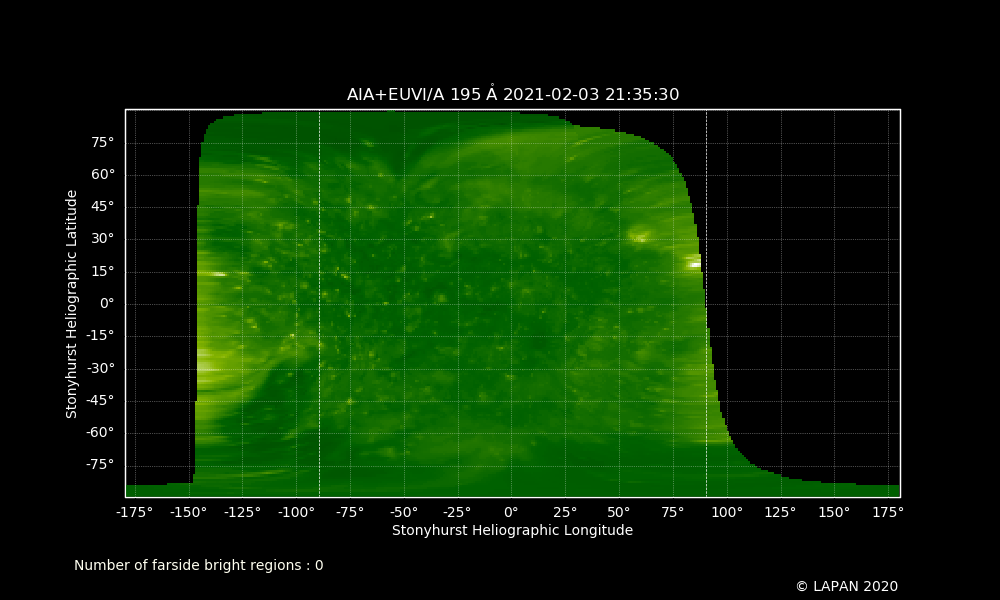 AIA+EUVI/A 195 Å 2021-02-03 21:35:30
75°
60°
45°
30°
15°
0°
-15°
-30°
-45°
-60°
-75°
Stonyhurst Heliographic Latitude
-175° -150° -125° -100° -75° -50° -25° 0° 25° 50° 75° 100° 125° 150° 175°
Stonyhurst Heliographic Longitude
Number of farside bright regions : 0
© LAPAN 2020